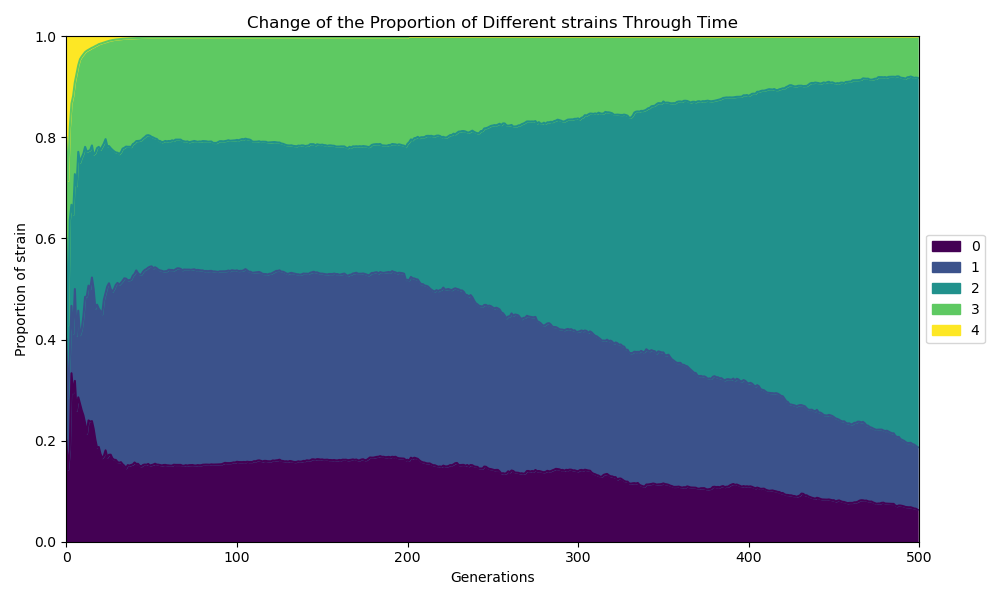 Change of the Proportion of Different strains Through Time
1.0
0.8
0.6
0.4
0.2
0.0
Proportion of strain
0 100 200 300 400 500
Generations
0
1
2
3
4